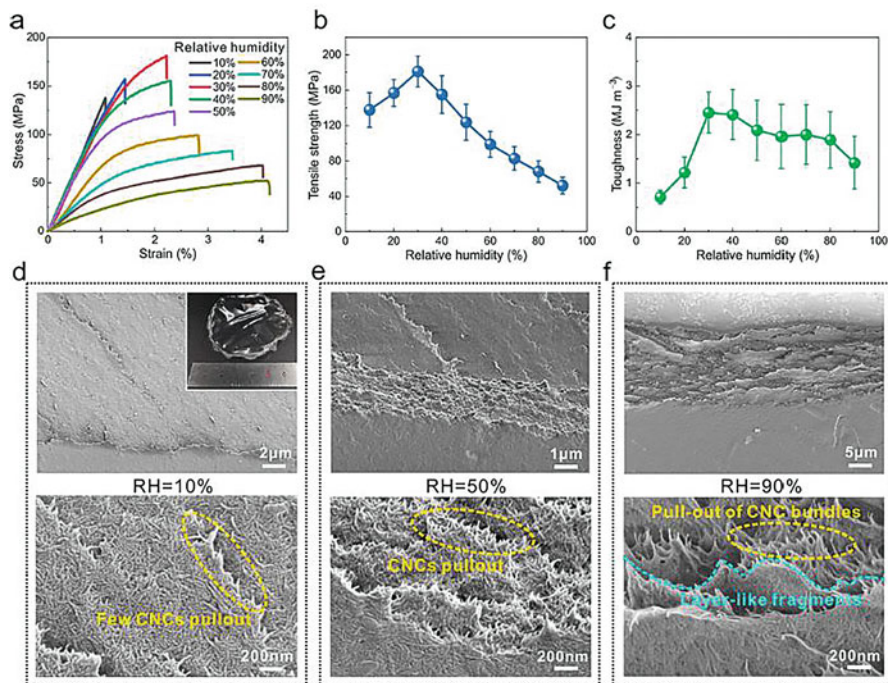 a
b
c
Stress (MPa)
200
150
100
50
0
0
1
2
3
4
Strain (%)
Relative humidity
10%
60%
20%
70%
30%
80%
40%
90%
50%
Tensile strength (MPa)
200
160
120
80
40
0
0
20
40
60
80
100
Relative humidity (%)
Toughness (MJ m⁻³)
4
3
2
1
0
0
20
40
60
80
100
Relative humidity (%)
d
e
f
2μm
1μm
5μm
RH=10%
RH=50%
RH=90%
Few CNCs pullout
200nm
CNCs pullout
200nm
Pull-out of CNC bundles
Layer-like fragments
200nm